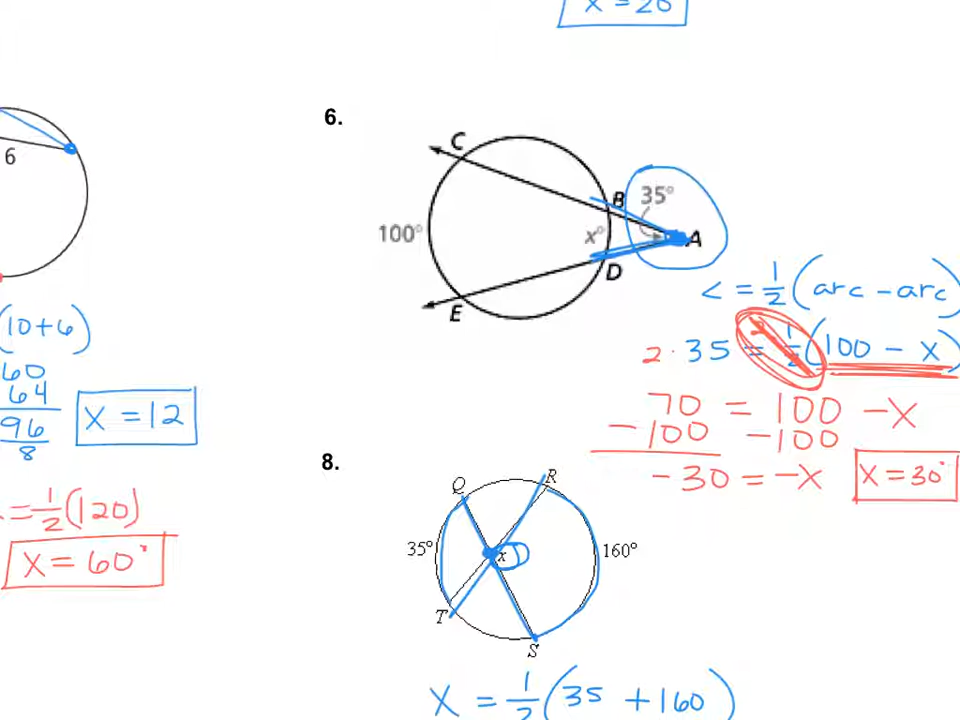 x = 20
6.
C
B
35°
6
100°
x°
A
D
E
< = 1/2 (arc - arc)
(10+6)
2 · 35 = 1/2 (100 - x)
60
64
96
8
x = 12
70 = 100 - x
-100 -100
-30 = -x
x = 30°
8.
Q
R
= 1/2 (120)
35°
x
160°
x = 60°
T
S
x = 1/2 (35 + 160)